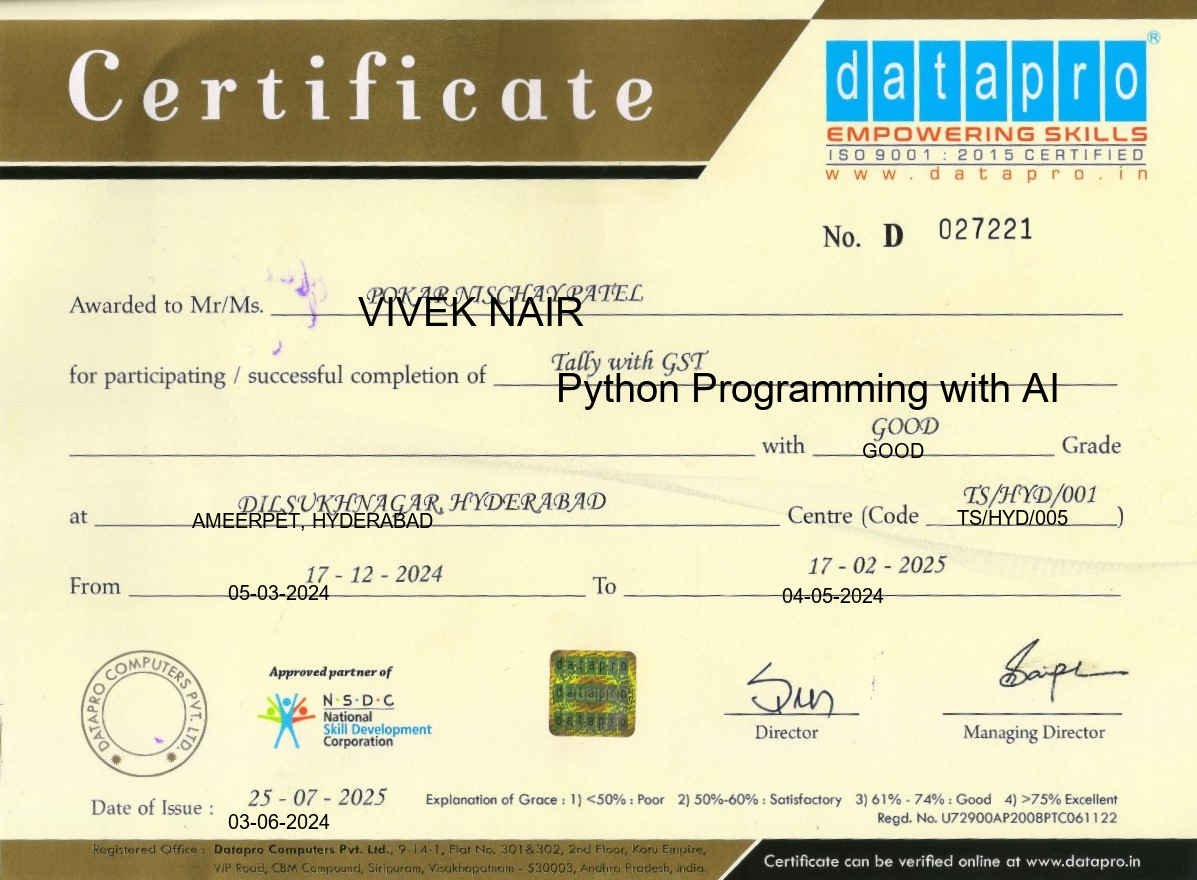 Certificate
datapro®
EMPOWERING SKILLS
ISO 9001 : 2015 CERTIFIED
www.datapro.in
No. D 027221
POKAR NISCHAY PATEL
Awarded to Mr/Ms. VIVEK NAIR
Tally with GST
for participating / successful completion of Python Programming with AI
GOOD
with GOOD Grade
DILSUKHNAGAR, HYDERABAD TS/HYD/001
at AMEERPET, HYDERABAD Centre (Code TS/HYD/005 )
17 - 12 - 2024 17 - 02 - 2025
From 05-03-2024 To 04-05-2024
DATAPRO COMPUTERS PVT. LTD.
Approved partner of
N·S·D·C
National
Skill Development
Corporation
datapro
datapro
datapro
Director
Managing Director
25 - 07 - 2025
Date of Issue : 03-06-2024
Explanation of Grace : 1) <50% : Poor 2) 50%-60% : Satisfactory 3) 61% - 74% : Good 4) >75% Excellent
Regd. No. U72900AP2008PTC061122
Registered Office : Datapro Computers Pvt. Ltd., 9-14-1, Flat No. 301&302, 2nd Floor, Koru Empire,
VIP Road, CBM Compound, Siripuram, Visakhapatnam - 530003, Andhra Pradesh, India.
Certificate can be verified online at www.datapro.in